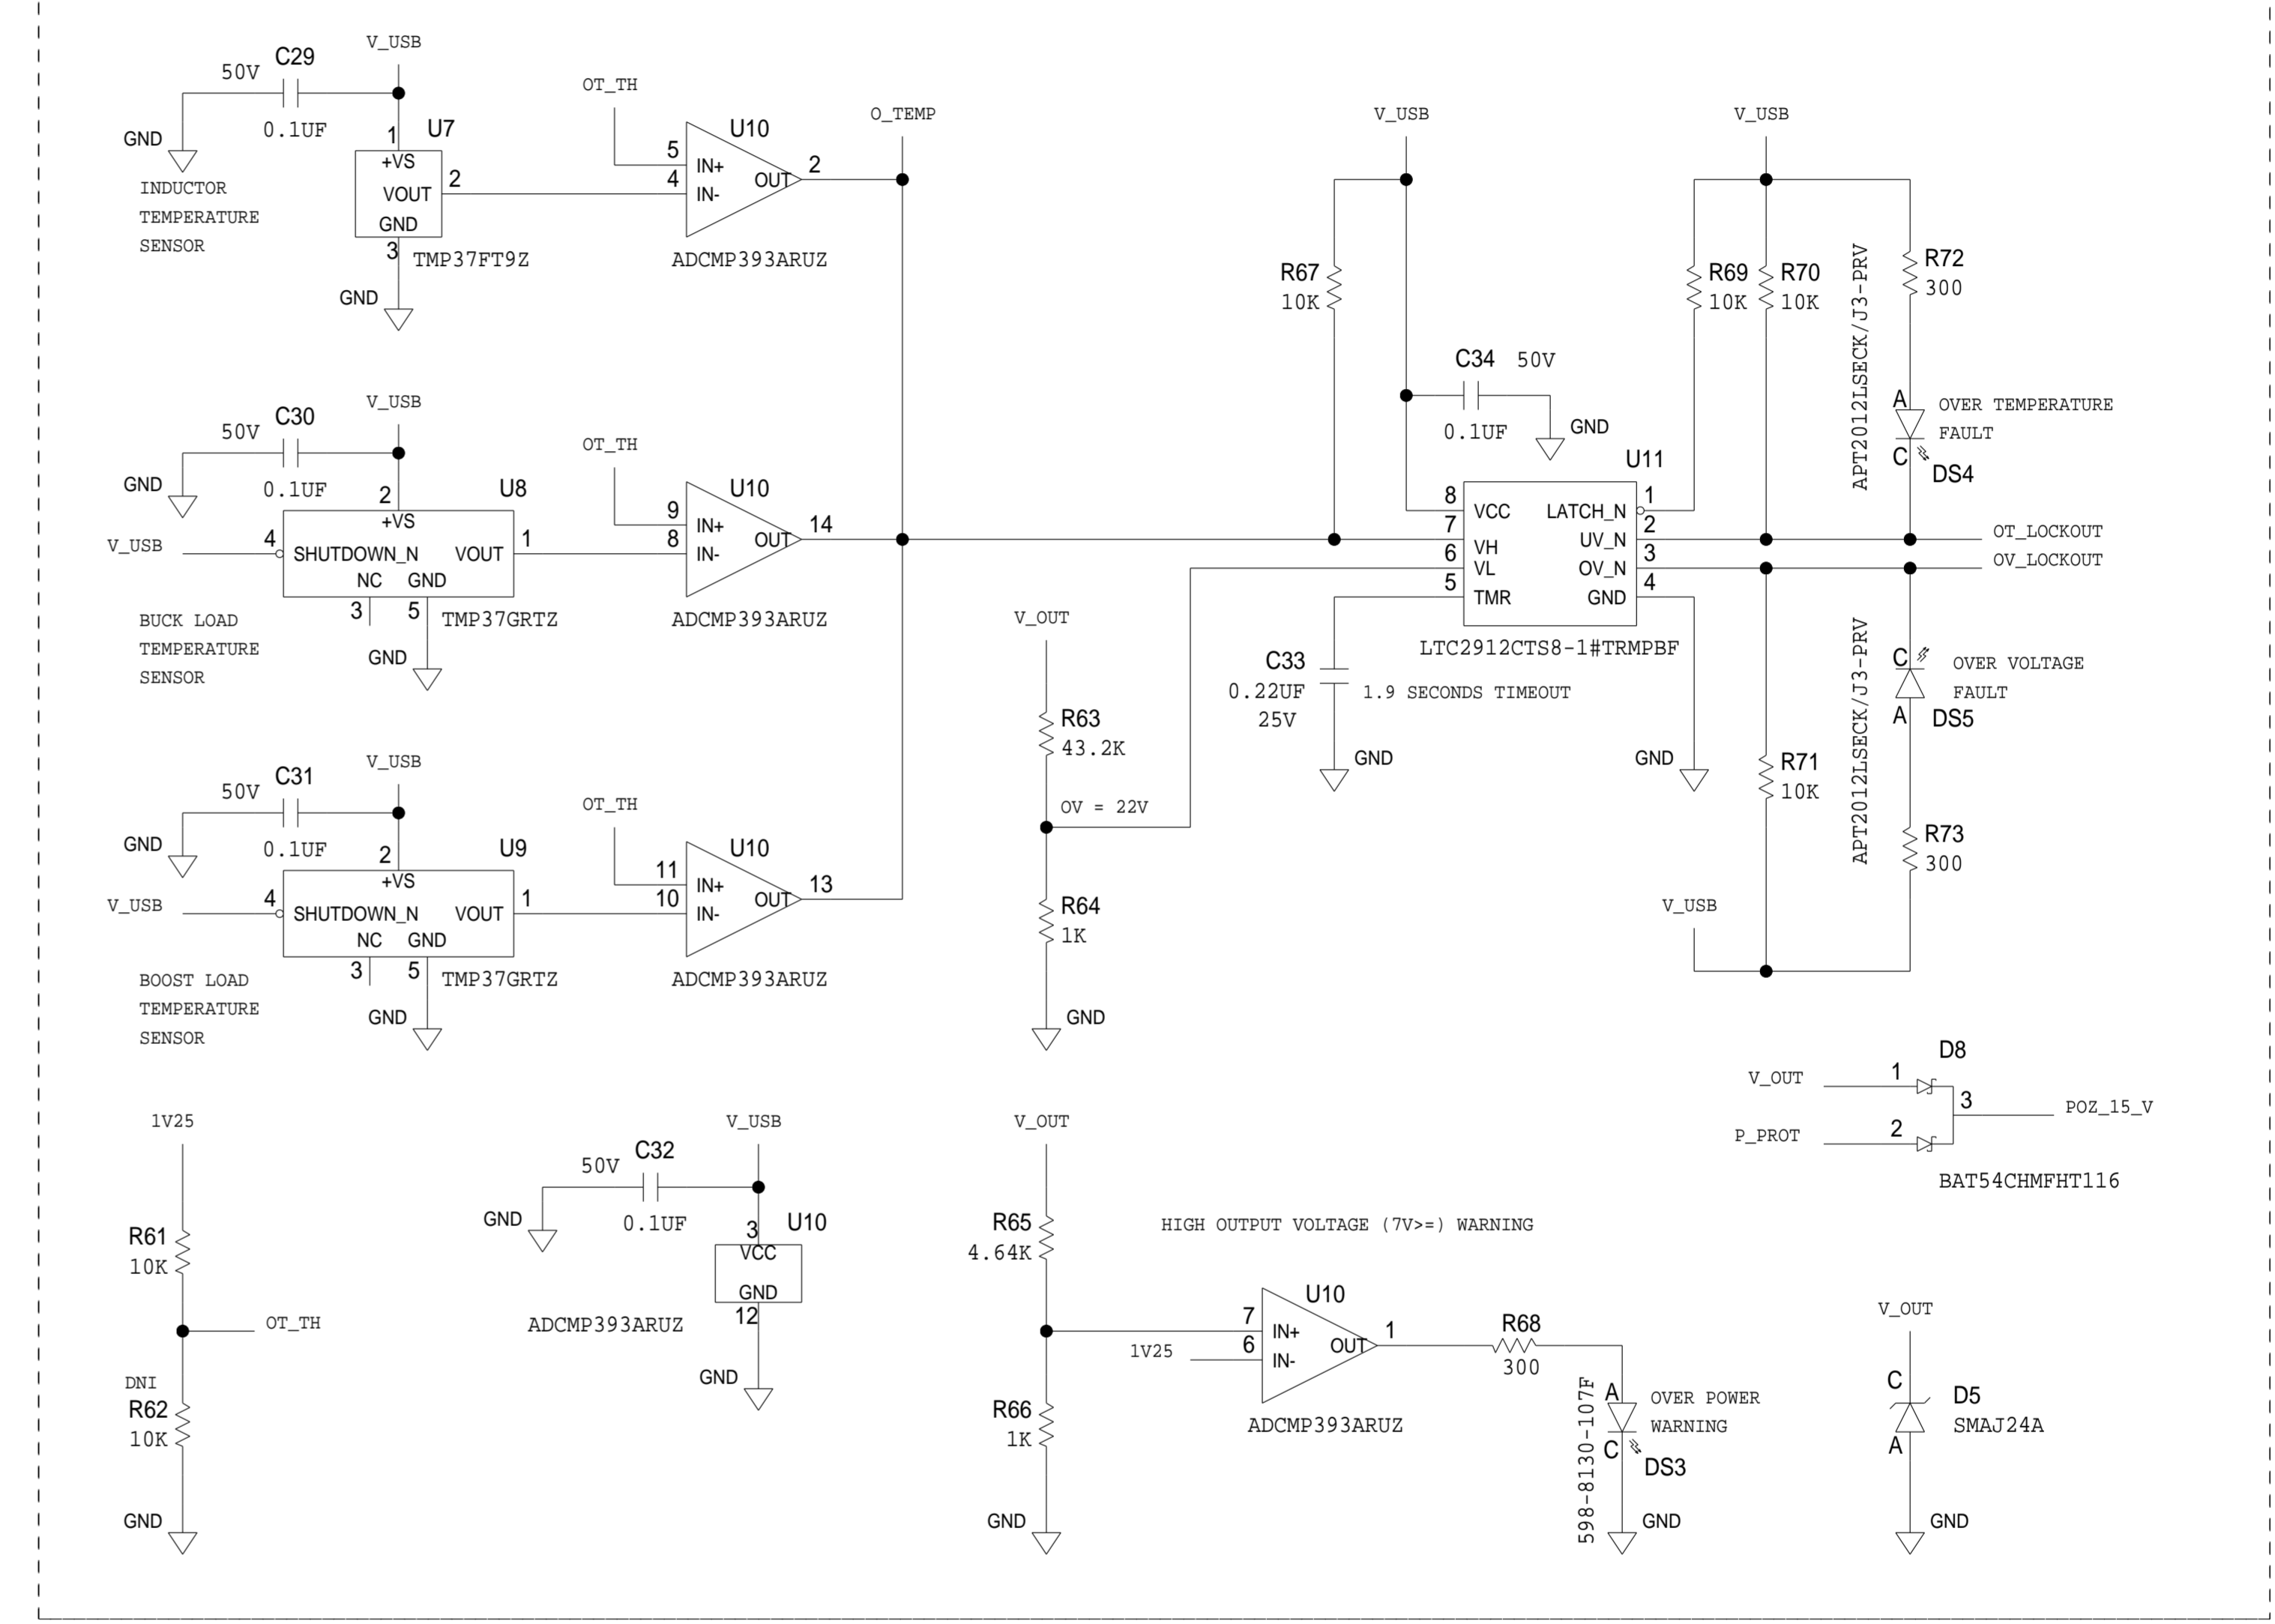 V_USB
C29
50V
0.1UF
GND
1
U7
+VS
VOUT
2
GND
3
TMP37FT9Z
GND
INDUCTOR
TEMPERATURE
SENSOR
OT_TH
U10
5
IN+
4
IN-
OUT
2
ADCMP393ARUZ
O_TEMP
V_USB
C30
50V
0.1UF
GND
2
U8
+VS
V_USB
4
SHUTDOWN_N
VOUT
1
NC
GND
3
5
TMP37GRTZ
GND
BUCK LOAD
TEMPERATURE
SENSOR
OT_TH
U10
9
IN+
8
IN-
OUT
14
ADCMP393ARUZ
V_USB
C31
50V
0.1UF
GND
2
U9
+VS
V_USB
4
SHUTDOWN_N
VOUT
1
NC
GND
3
5
TMP37GRTZ
GND
BOOST LOAD
TEMPERATURE
SENSOR
OT_TH
U10
11
IN+
10
IN-
OUT
13
ADCMP393ARUZ
V_USB
R67
10K
C34
50V
0.1UF
GND
U11
8
VCC
7
VH
6
VL
5
TMR
LATCH_N
1
UV_N
2
OV_N
3
GND
4
LTC2912CTS8-1#TRMPBF
C33
0.22UF
25V
1.9 SECONDS TIMEOUT
GND
GND
V_USB
R69
10K
R70
10K
R72
300
APT2012LSECK/J3-PRV
A
OVER TEMPERATURE
FAULT
C
DS4
OT_LOCKOUT
OV_LOCKOUT
APT2012LSECK/J3-PRV
C
OVER VOLTAGE
FAULT
A
DS5
R71
10K
R73
300
V_USB
V_OUT
R63
43.2K
OV = 22V
R64
1K
GND
D8
V_OUT
1
3
POZ_15_V
P_PROT
2
BAT54CHMFHT116
1V25
R61
10K
OT_TH
DNI
R62
10K
GND
V_USB
C32
50V
0.1UF
GND
3
U10
VCC
GND
12
ADCMP393ARUZ
GND
V_OUT
R65
4.64K
HIGH OUTPUT VOLTAGE (7V>=) WARNING
U10
7
IN+
1V25
6
IN-
OUT
1
ADCMP393ARUZ
R66
1K
GND
R68
300
598-8130-107F
A
OVER POWER
WARNING
C
DS3
GND
V_OUT
C
D5
SMAJ24A
A
GND